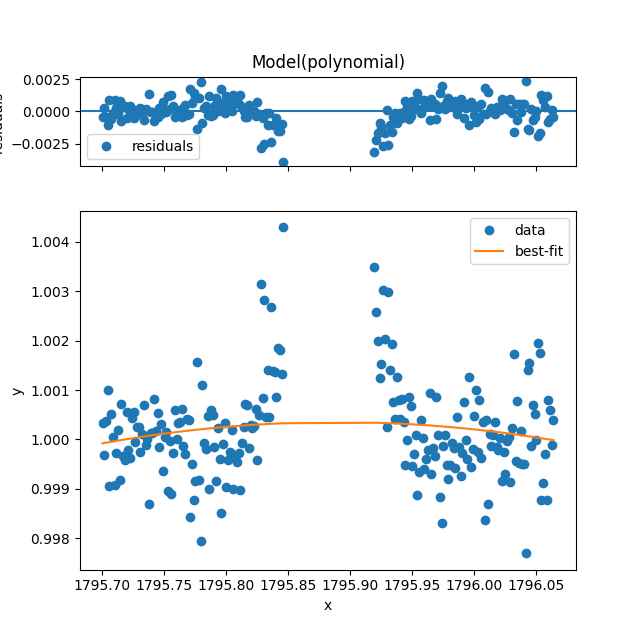 Model(polynomial)
0.0025
0.0000
−0.0025
residuals
residuals
1.004
1.003
1.002
1.001
1.000
0.999
0.998
y
data
best-fit
1795.70 1795.75 1795.80 1795.85 1795.90 1795.95 1796.00 1796.05
x